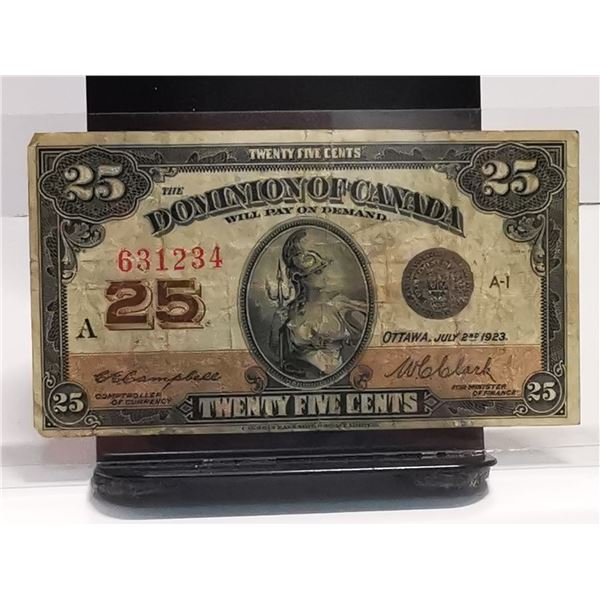 TWENTY FIVE CENTS
25 25
THE
DOMINION OF CANADA
WILL PAY ON DEMAND
631234
25
A
A-1
OTTAWA, JULY 2ND 1923.
COMPTROLLER
OF CURRENCY
FOR MINISTER
OF FINANCE
25 TWENTY FIVE CENTS 25